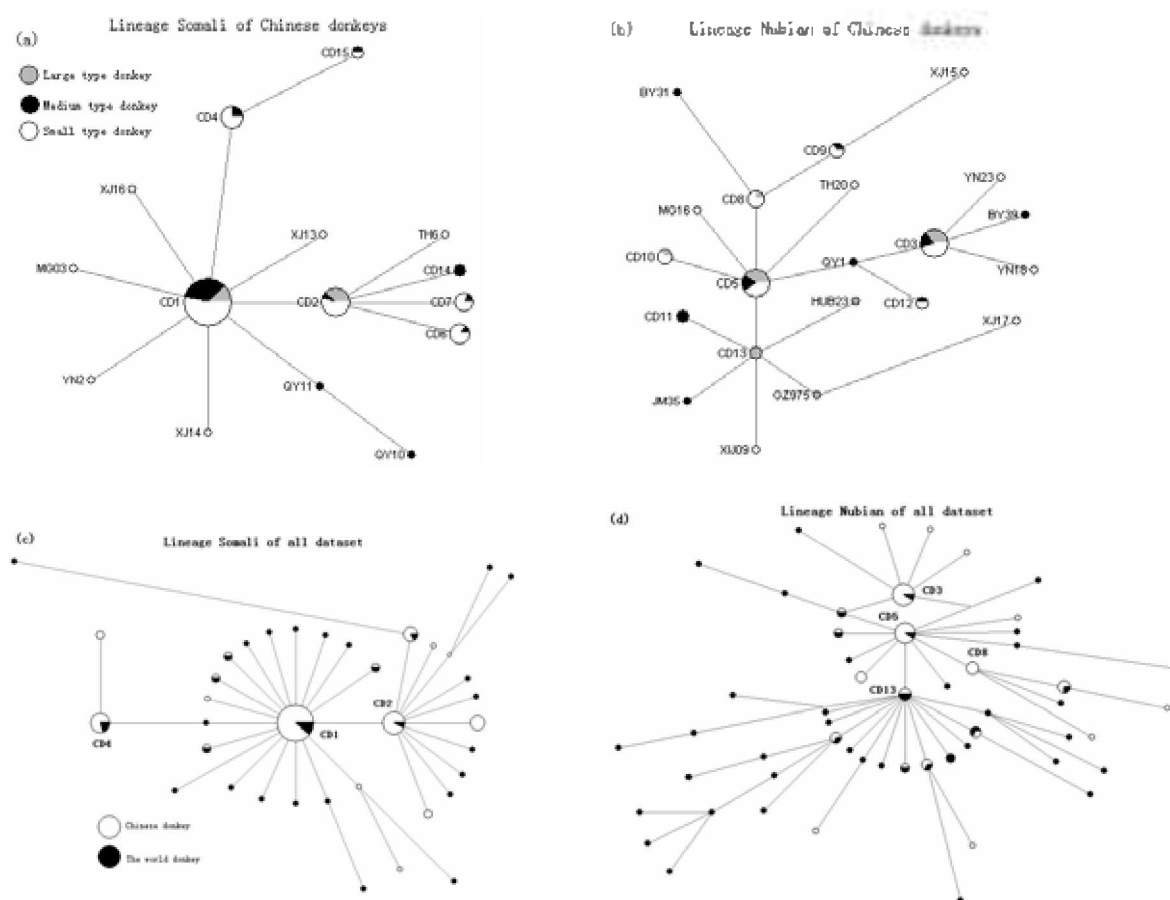 (a)
Lineage Somali of Chinese donkeys
Large type donkey
Medium type donkey
Small type donkey
CD15
CD4
XJ16
XJ13
TH6
MG03
CD14
CD1
CD2
CD7
CD6
YN2
QY11
XJ14
QY10
(b)
Lineage Nubian of Chinese donkeys
XJ15
BY31
CD9
TH20
YN23
CD8
MG16
BY39
CD3
CD10
QY1
YN18
CD5
HUB23
CD12
CD11
XJ17
CD13
JM35
GZ975
XIJ09
(c)
Lineage Somali of all dataset
CD2
CD4
CD1
Chinese donkey
The world donkey
(d)
Lineage Nubian of all dataset
CD3
CD5
CD8
CD13